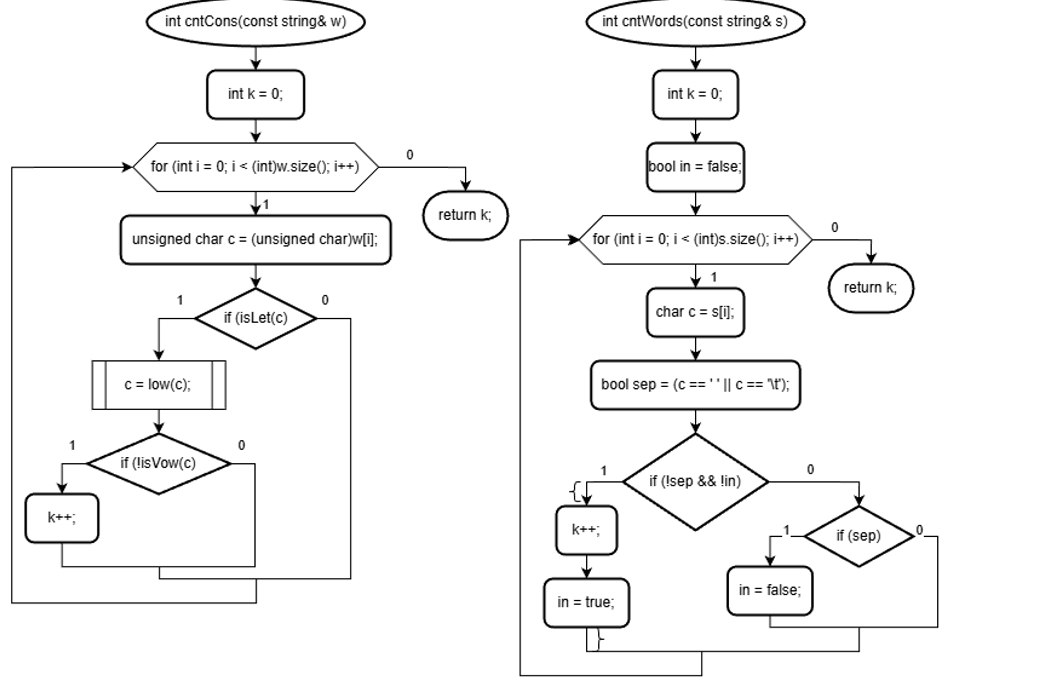 int cntCons(const string& w)
int k = 0;
for (int i = 0; i < (int)w.size(); i++)
0
1
return k;
unsigned char c = (unsigned char)w[i];
1
0
if (isLet(c)
c = low(c);
1
0
if (!isVow(c)
k++;
int cntWords(const string& s)
int k = 0;
bool in = false;
for (int i = 0; i < (int)s.size(); i++)
0
1
return k;
char c = s[i];
bool sep = (c == ' ' || c == '\t');
1
0
if (!sep && !in)
{
k++;
in = true;
}
1
0
if (sep)
in = false;